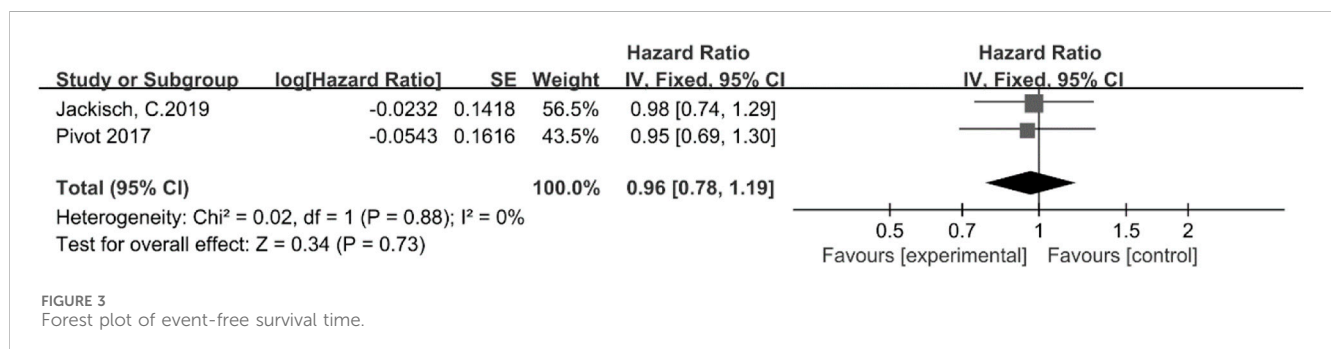 Hazard Ratio Hazard Ratio
Study or Subgroup log[Hazard Ratio] SE Weight IV, Fixed, 95% CI IV, Fixed, 95% CI
Jackisch, C.2019 -0.0232 0.1418 56.5% 0.98 [0.74, 1.29]
Pivot 2017 -0.0543 0.1616 43.5% 0.95 [0.69, 1.30]
Total (95% CI) 100.0% 0.96 [0.78, 1.19]
Heterogeneity: Chi² = 0.02, df = 1 (P = 0.88); I² = 0%
Test for overall effect: Z = 0.34 (P = 0.73)
0.5 0.7 1 1.5 2
Favours [experimental] Favours [control]
FIGURE 3
Forest plot of event-free survival time.